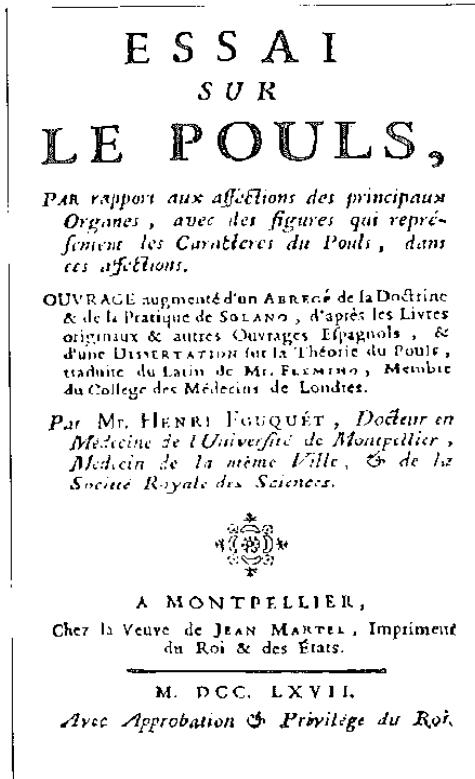 ESSAI
SUR
LE POULS,
PAR rapport aux affections des principaux
Organes, avec des figures qui repré-
sentent les Caracteres du Pouls, dans
ces affections.
OUVRAGE augmenté d'un ABREGÉ de la Doctrine
& de la Pratique de SOLANO, d'après les Livres
originaux & autres Ouvrages Espagnols, &
d'une DISSERTATION sur la Théorie du Pouls,
traduite du Latin de Mr. FLEMING, Membre
du College des Médecins de Londres.
Par Mr. HENRI FOUQUET, Docteur en
Médecine de l'Université de Montpellier,
Medecin de la même Ville, & de la
Société Royale des Sciences.
A MONTPELLIER,
Chez la Veuve de JEAN MARTEL, Impriment
du Roi & des États.
M. DCC. LXVII.
Avec Approbation & Privilége du Roi.